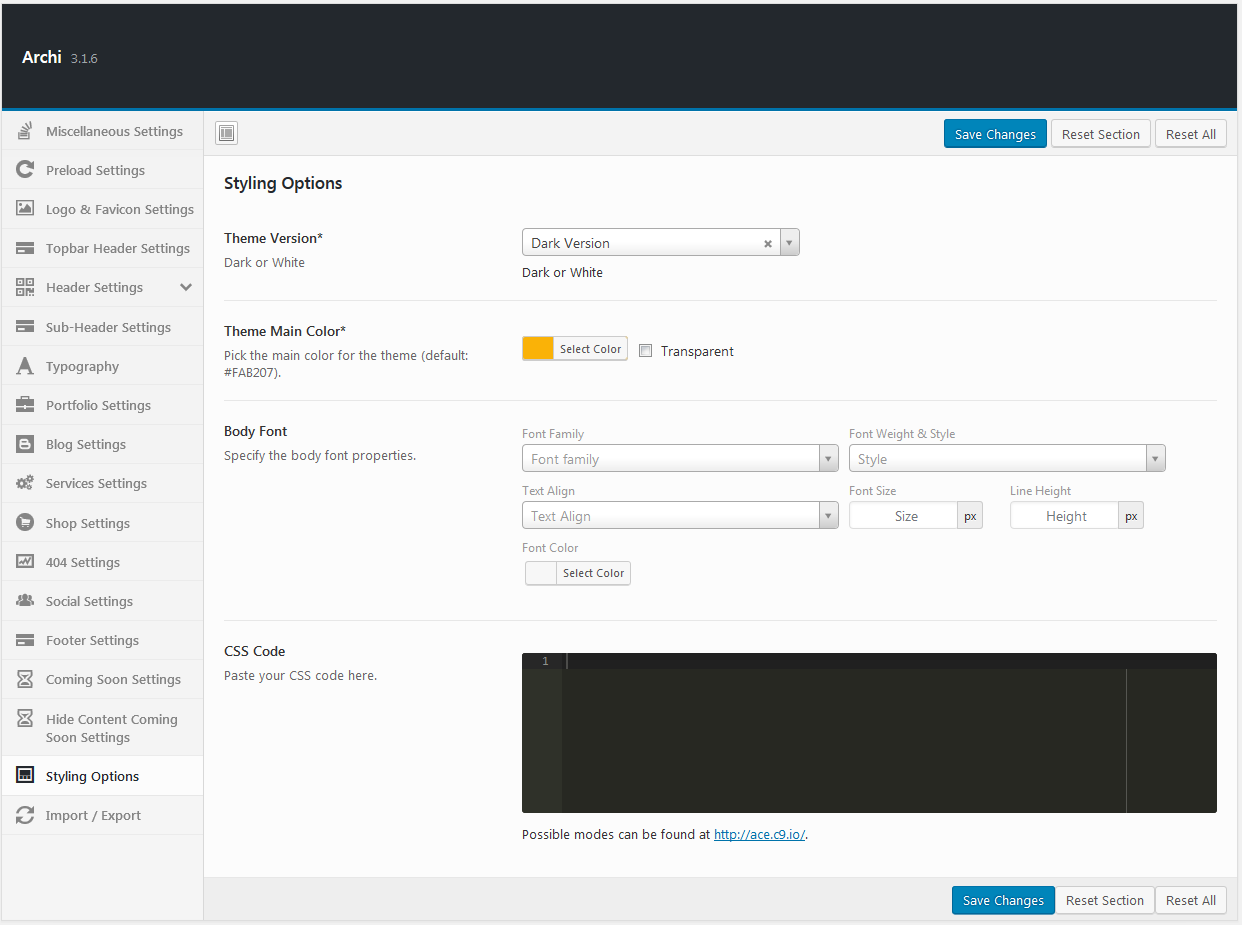 Archi 3.1.6
Miscellaneous Settings
Preload Settings
Logo & Favicon Settings
Topbar Header Settings
Header Settings
Sub-Header Settings
Typography
Portfolio Settings
Blog Settings
Services Settings
Shop Settings
404 Settings
Social Settings
Footer Settings
Coming Soon Settings
Hide Content Coming
Soon Settings
Styling Options
Import / Export
Save Changes Reset Section Reset All
Styling Options
Theme Version*
Dark or White
Dark Version
Dark or White
Theme Main Color*
Pick the main color for the theme (default:
#FAB207).
Select Color Transparent
Body Font
Specify the body font properties.
Font Family Font Weight & Style
Font family Style
Text Align Font Size Line Height
Text Align Size px Height px
Font Color
Select Color
CSS Code
Paste your CSS code here.
1
Possible modes can be found at http://ace.c9.io/.
Save Changes Reset Section Reset All